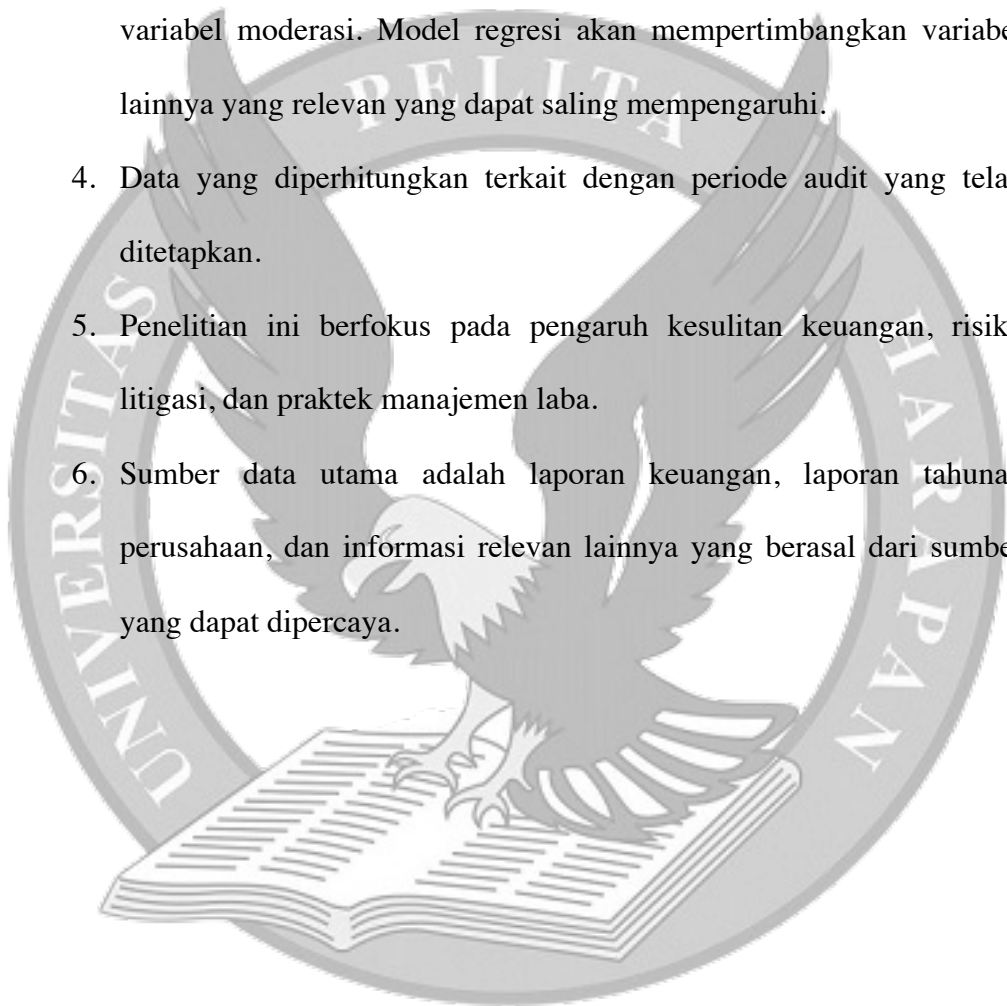 variabel moderasi. Model regresi akan mempertimbangkan variabe
lainnya yang relevan yang dapat saling mempengaruhi.
4. Data yang diperhitungkan terkait dengan periode audit yang tela
ditetapkan.
5. Penelitian ini berfokus pada pengaruh kesulitan keuangan, risik
litigasi, dan praktek manajemen laba.
6. Sumber data utama adalah laporan keuangan, laporan tahuna
perusahaan, dan informasi relevan lainnya yang berasal dari sumbe
yang dapat dipercaya.
UNIVERSITAS
PELITA
HARAPAN